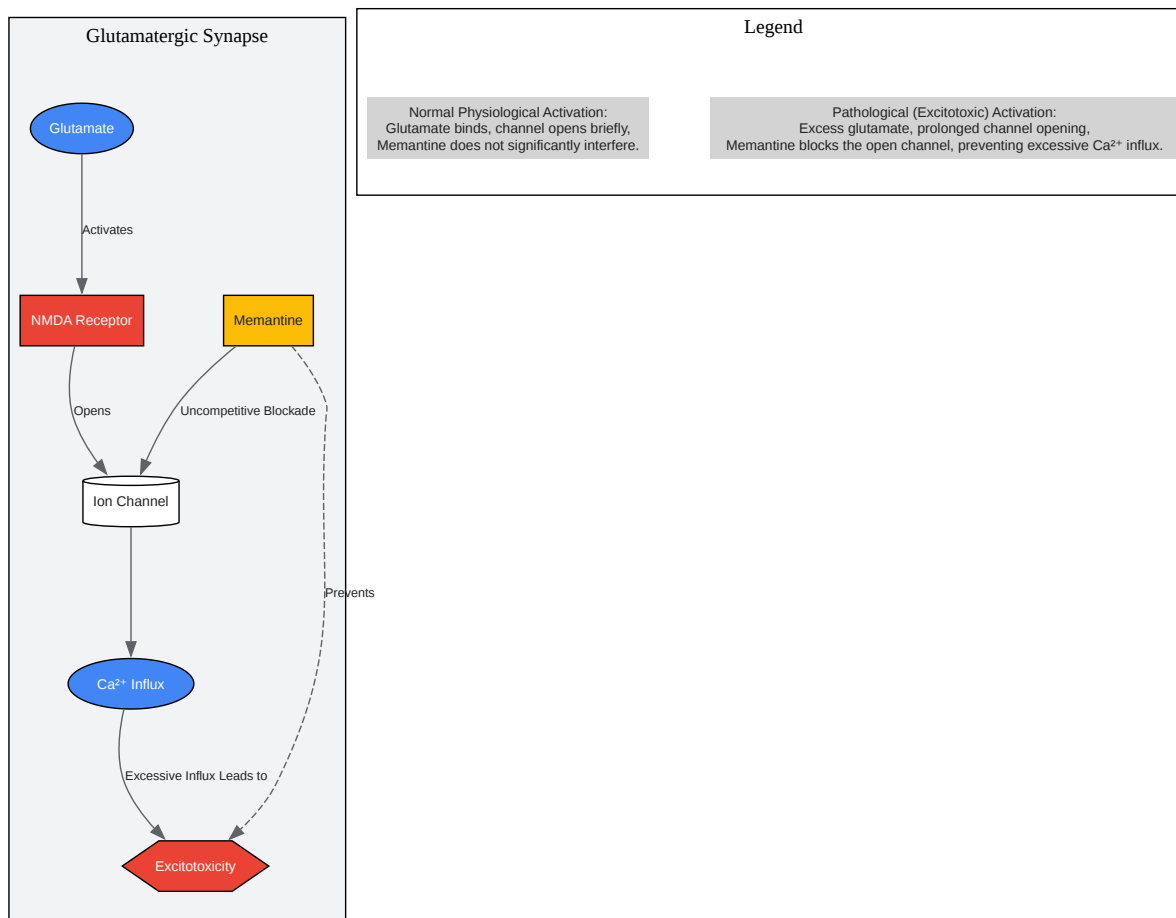 Glutamatergic Synapse
Glutamate
Activates
NMDA Receptor
Memantine
Opens
Uncompetitive Blockade
Ion Channel
Prevents
Ca²⁺ Influx
Excessive Influx Leads to
Excitotoxicity
Legend
Normal Physiological Activation:
Glutamate binds, channel opens briefly,
Memantine does not significantly interfere.
Pathological (Excitotoxic) Activation:
Excess glutamate, prolonged channel opening,
Memantine blocks the open channel, preventing excessive Ca²⁺ influx.